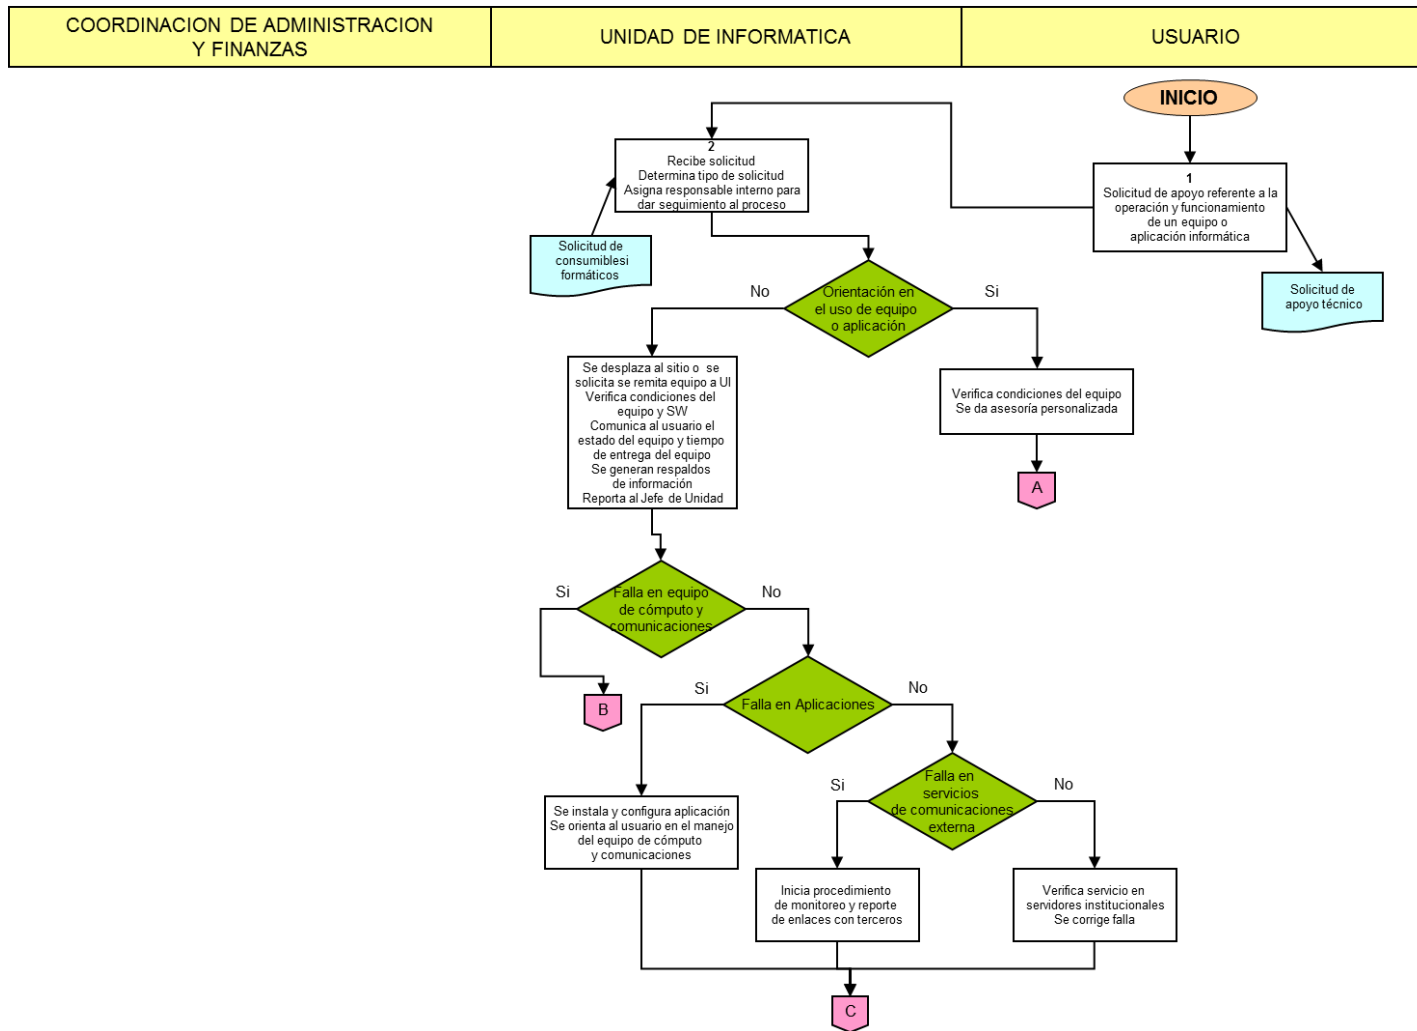 COORDINACION DE ADMINISTRACION
Y FINANZAS
UNIDAD DE INFORMATICA
USUARIO
INICIO
2
Recibe solicitud
Determina tipo de solicitud
Asigna responsable interno para
dar seguimiento al proceso
1
Solicitud de apoyo referente a la
operación y funcionamiento
de un equipo o
aplicación informática
Solicitud de
consumiblesi
formáticos
Solicitud de
apoyo técnico
No
Orientación en
el uso de equipo
o aplicación
Si
Se desplaza al sitio o se
solicita se remita equipo a UI
Verifica condiciones del
equipo y SW
Comunica al usuario el
estado del equipo y tiempo
de entrega del equipo
Se generan respaldos
de información
Reporta al Jefe de Unidad
Verifica condiciones del equipo
Se da asesoría personalizada
A
Si
Falla en equipo
de cómputo y
comunicaciones
No
B
Si
Falla en Aplicaciones
No
Si
Falla en
servicios
de comunicaciones
externa
No
Se instala y configura aplicación
Se orienta al usuario en el manejo
del equipo de cómputo
y comunicaciones
Inicia procedimiento
de monitoreo y reporte
de enlaces con terceros
Verifica servicio en
servidores institucionales
Se corrige falla
C